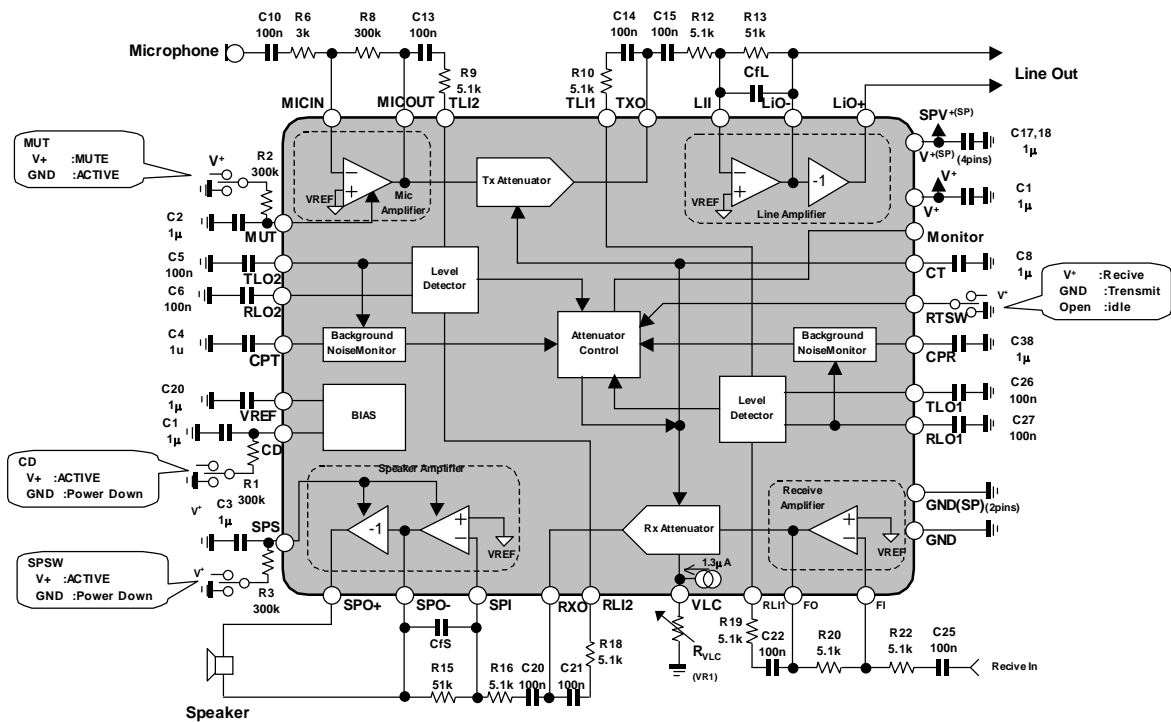 C10 R6 R8 C13
100n 3k 300k 100n
C14 C15 R12 R13
100n 100n 5.1k 51k
Microphone
R9
5.1k
R10
5.1k
CfL
Line Out
MICIN MICOUT TLI2
TLI1 TXO LII LiO- LiO+
MUT
V+ :MUTE
GND :ACTIVE
V+
R2
300k
C2
1μ
MUT
VREF
Mic
Amplifier
Tx Attenuator
VREF
-1
Line Amplifier
SPV+(SP)
V+(SP) (4pins)
C17,18
1μ
V+
V+
C1
1μ
Monitor
C5
100n
TLO2
C6
100n
RLO2
Level
Detector
CT
C8
1μ
V+ :Recive
GND :Transmit
Open :idle
V+
RTSW
C4
1u
CPT
Background
NoiseMonitor
Attenuator
Control
Background
NoiseMonitor
CPR
C38
1μ
C20
1μ
VREF
BIAS
C1
1μ
CD
Level
Detector
TLO1
C26
100n
RLO1
C27
100n
CD
V+ :ACTIVE
GND :Power Down
R1
300k
V+
C3
1μ
SPS
Speaker Amplifier
-1
VREF
Rx Attenuator
Receive
Amplifier
VREF
GND(SP)(2pins)
GND
SPSW
V+ :ACTIVE
GND :Power Down
V+
R3
300k
1.3μA
SPO+ SPO- SPI RXO RLI2 VLC RLI1 FO FI
CfS
R18
5.1k
RVLC
(VR1)
R19
5.1k
C22
100n
R20
5.1k
R22
5.1k
C25
100n
Recive In
R15
51k
R16
5.1k
C20
100n
C21
100n
Speaker